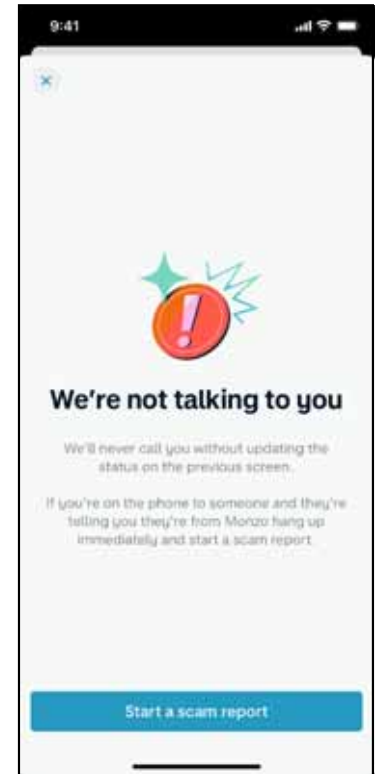 9:41
We're not talking to you
We'll never call you without updating the
status on the previous screen.
If you're on the phone to someone and they're
telling you they're from Monzo hang up
immediately and start a scam report
Start a scam report